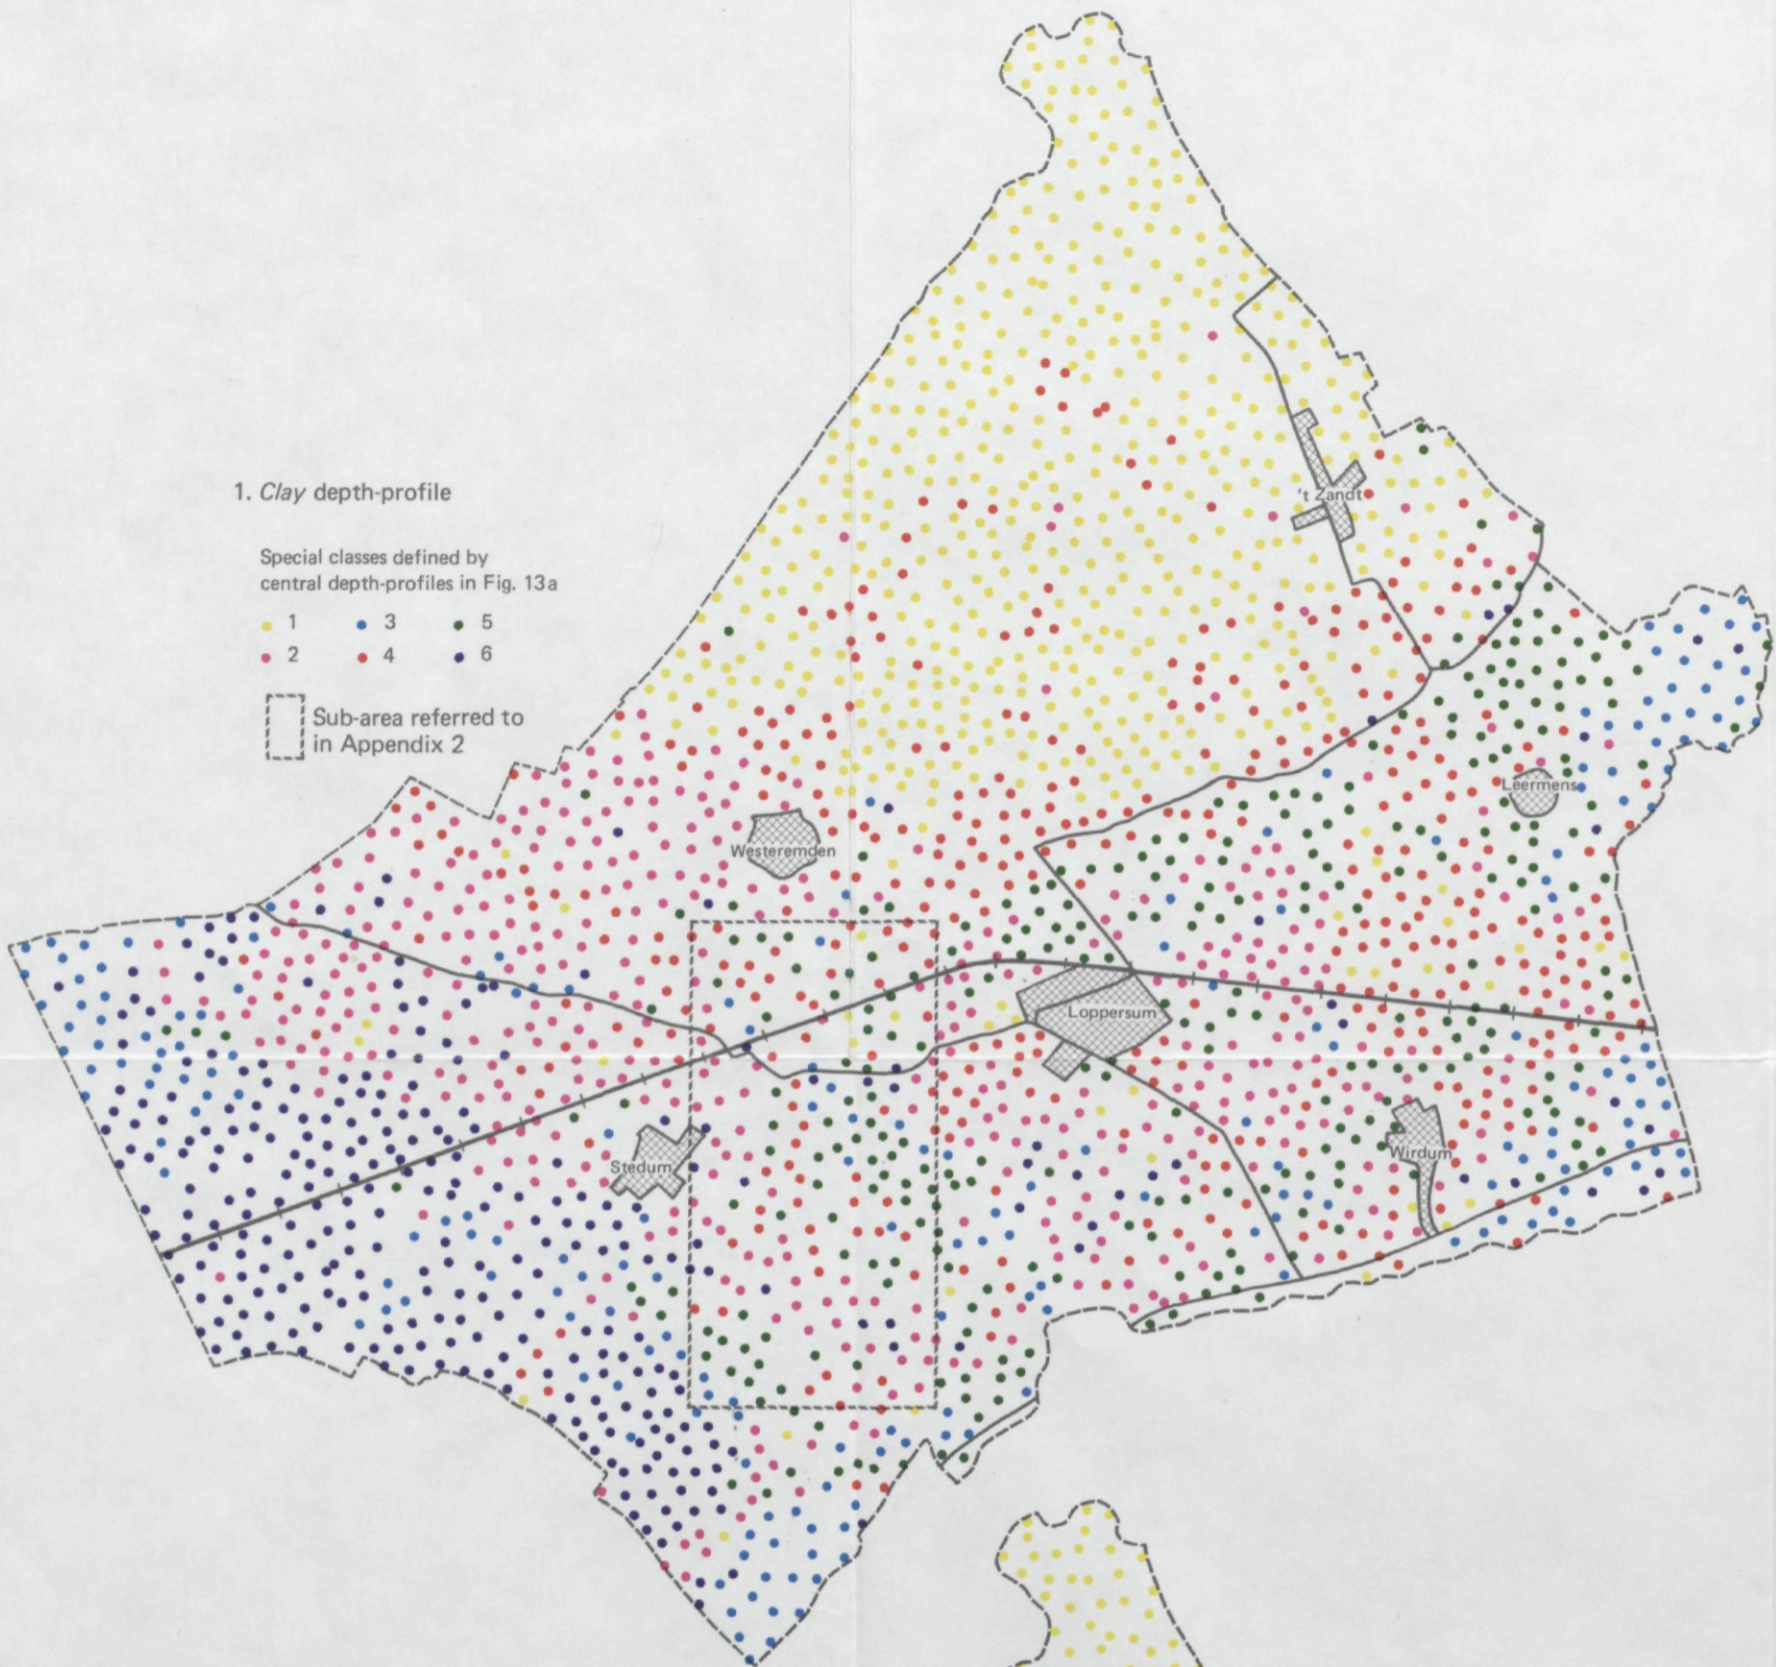 1. Clay depth-profile
Special classes defined by
central depth-profiles in Fig. 13a
1 3 5
2 4 6
Sub-area referred to
in Appendix 2
't Zandt
Leermens
Westeremden
Loppersum
Wirdum
Stedum